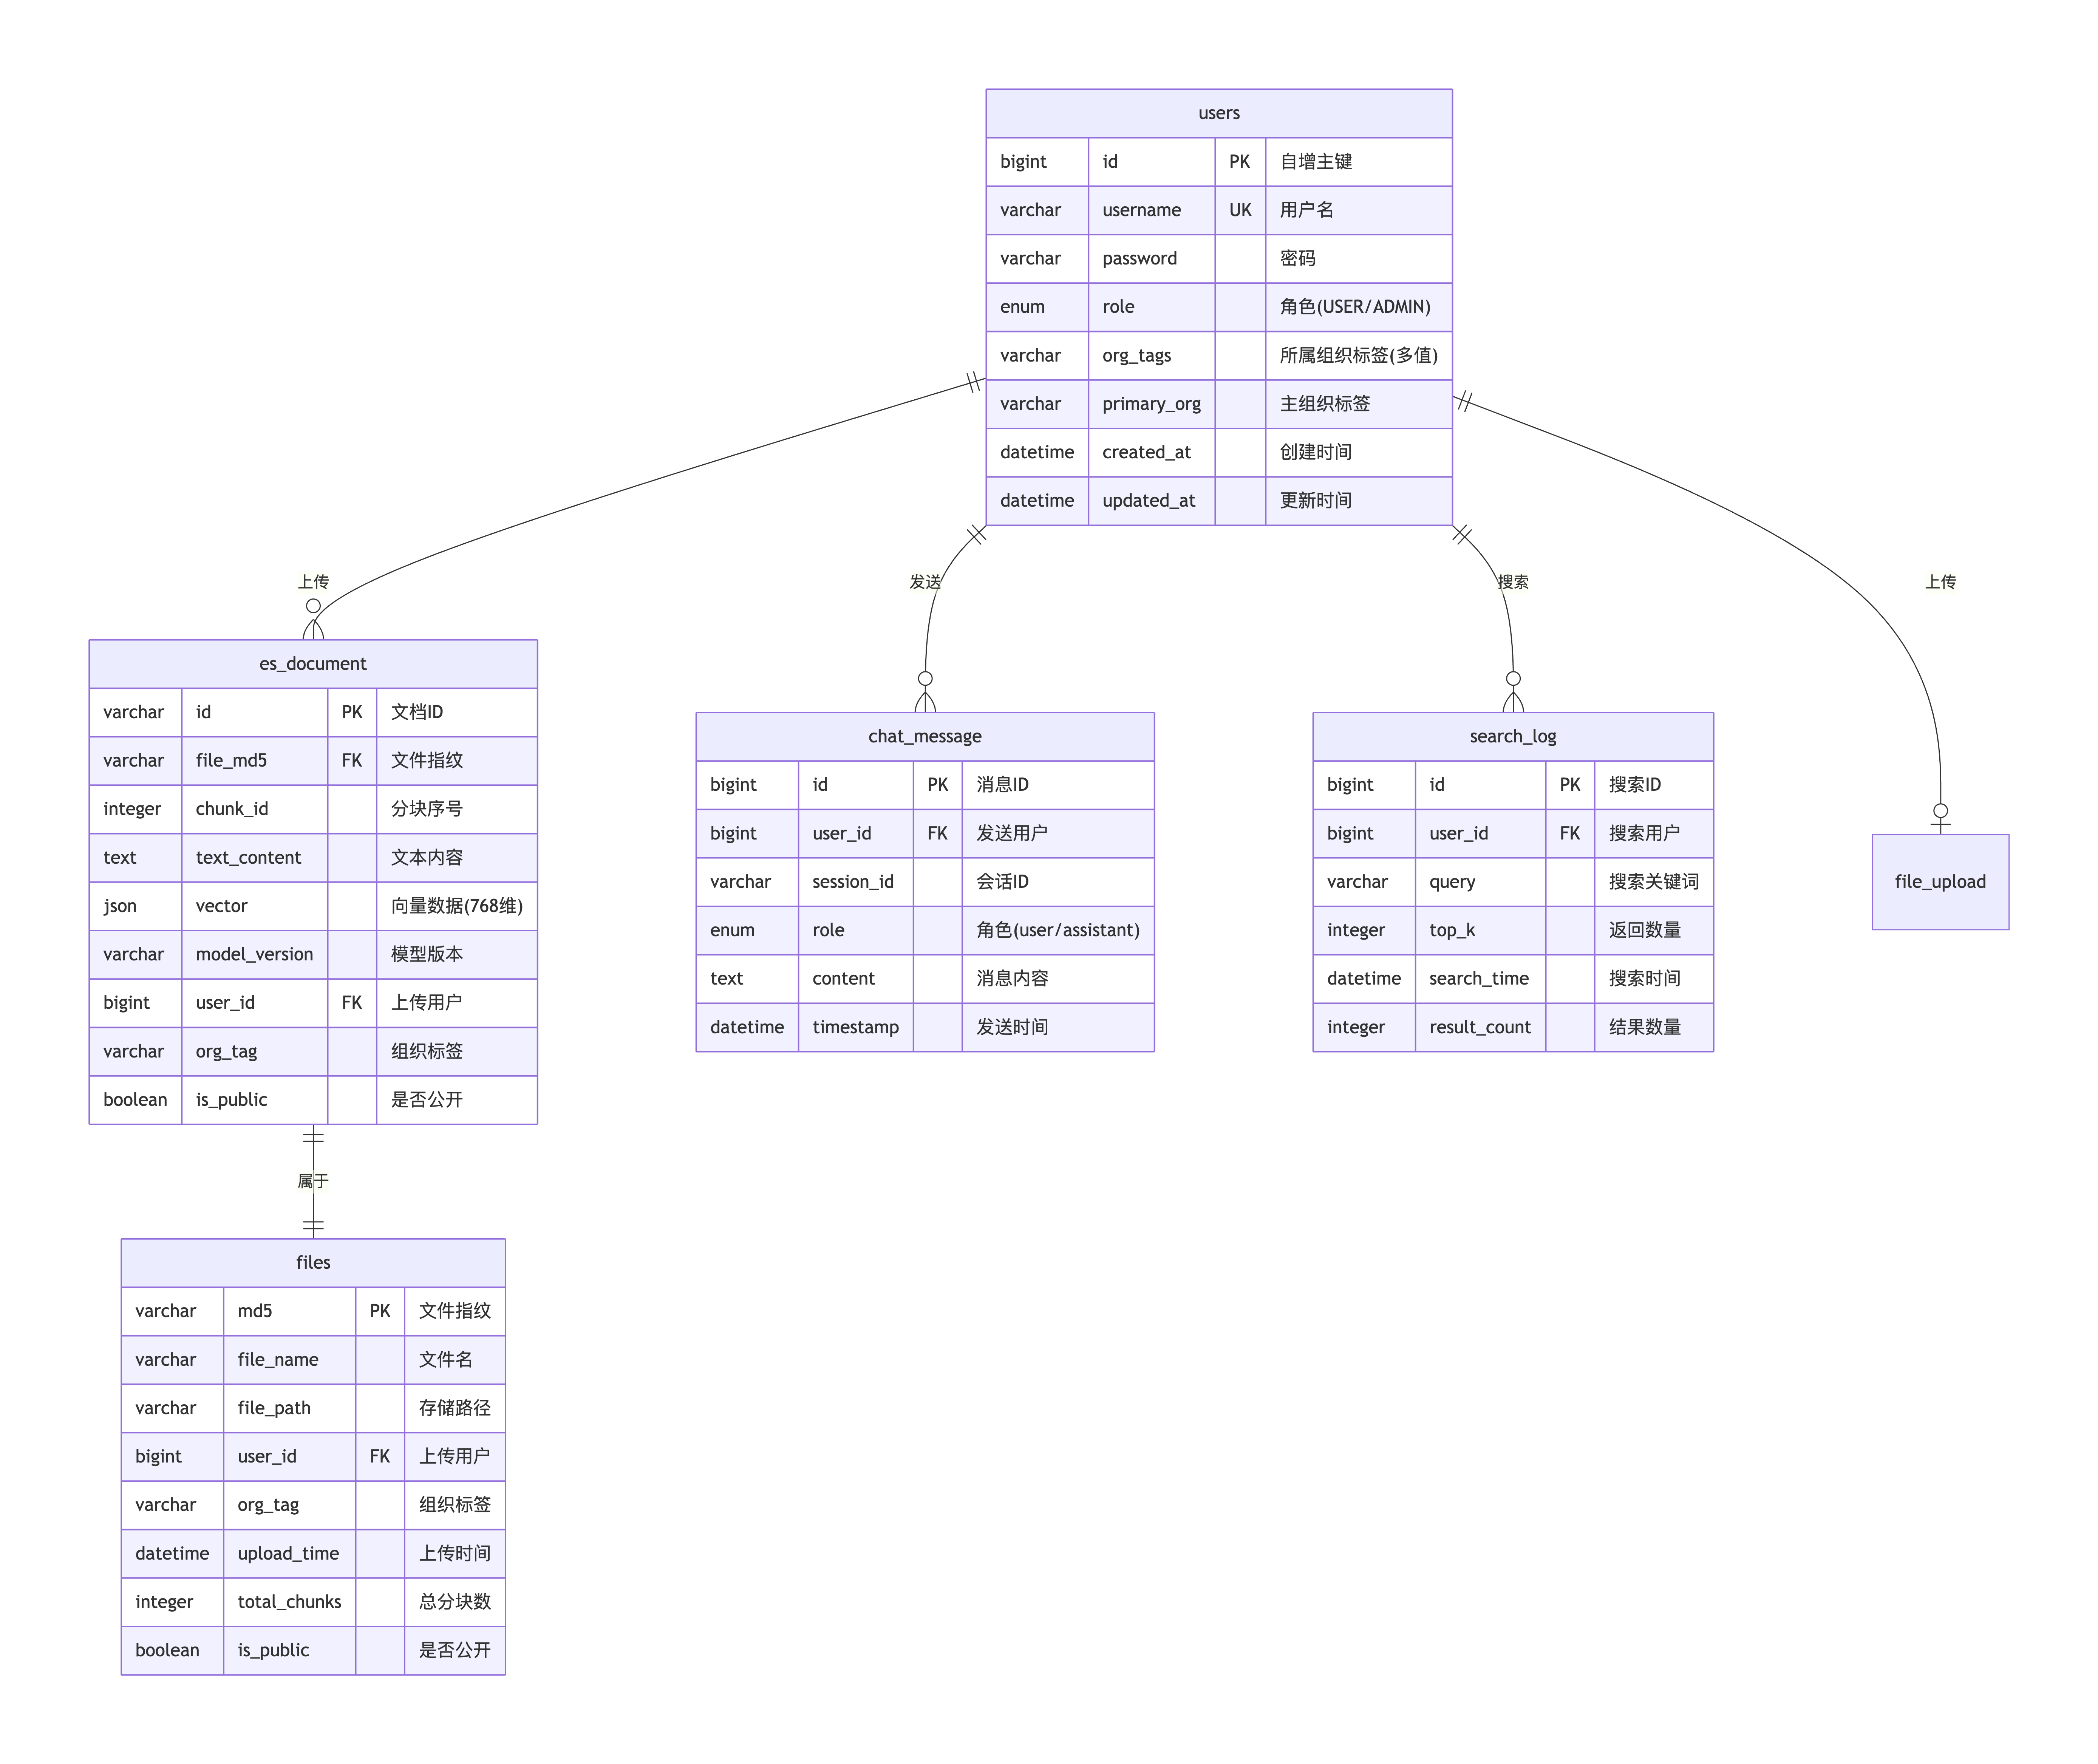 users
bigint id PK 自增主键
varchar username UK 用户名
varchar password 密码
enum role 角色(USER/ADMIN)
varchar org_tags 所属组织标签(多值)
varchar primary_org 主组织标签
datetime created_at 创建时间
datetime updated_at 更新时间
上传
发送
搜索
上传
es_document
varchar id PK 文档ID
varchar file_md5 FK 文件指纹
integer chunk_id 分块序号
text text_content 文本内容
json vector 向量数据(768维)
varchar model_version 模型版本
bigint user_id FK 上传用户
varchar org_tag 组织标签
boolean is_public 是否公开
chat_message
bigint id PK 消息ID
bigint user_id FK 发送用户
varchar session_id 会话ID
enum role 角色(user/assistant)
text content 消息内容
datetime timestamp 发送时间
search_log
bigint id PK 搜索ID
bigint user_id FK 搜索用户
varchar query 搜索关键词
integer top_k 返回数量
datetime search_time 搜索时间
integer result_count 结果数量
file_upload
属于
files
varchar md5 PK 文件指纹
varchar file_name 文件名
varchar file_path 存储路径
bigint user_id FK 上传用户
varchar org_tag 组织标签
datetime upload_time 上传时间
integer total_chunks 总分块数
boolean is_public 是否公开